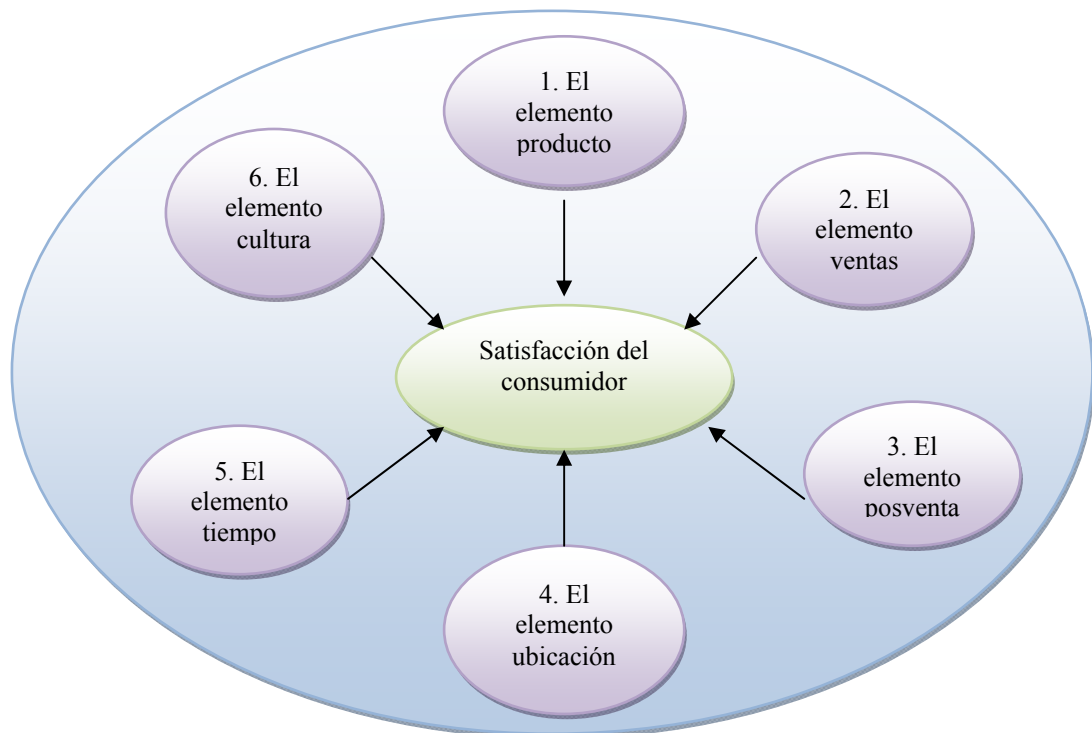 1. El
elemento
producto
2. El
elemento
ventas
3. El
elemento
posventa
4. El
elemento
ubicación
5. El
elemento
tiempo
6. El
elemento
cultura
Satisfacción del
consumidor